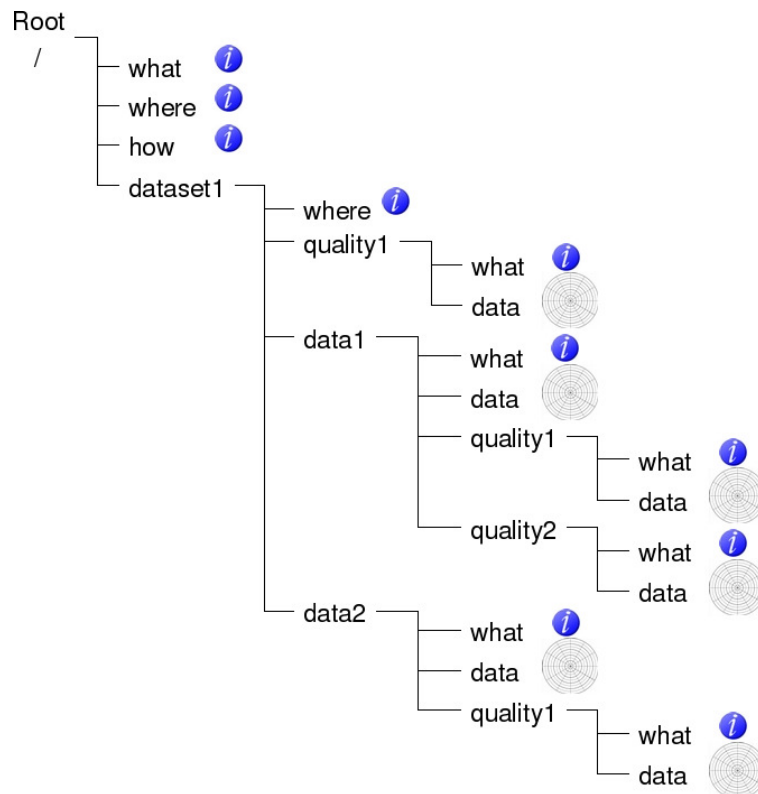 Root
/
what i
where i
how i
dataset1
where i
quality1
what i
data
data1
what i
data
quality1
what i
data
quality2
what i
data
data2
what i
data
quality1
what i
data